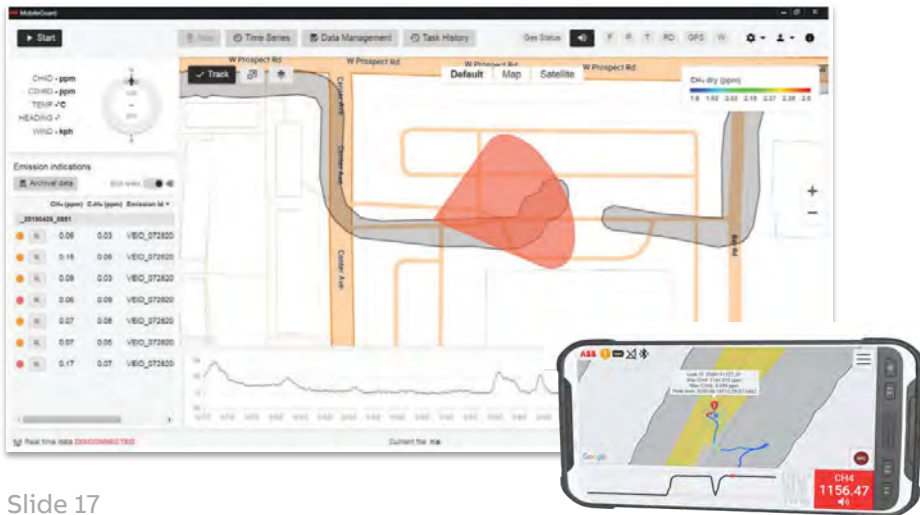 MobileGuard
Start
Time Series
Data Management
Task History
Gas Status
F R T RD GPS W
CH4D - ppm
C2H6D - ppm
TEMP -°C
HEADING -°
WIND - kph
Track
Default Map Satellite
CH₄ dry (ppm)
W Prospect Rd
W Prospect Rd
W Prospect Rd
Center Ave
Center Ave
Center Ave
Emission indications
Archival data
CH₄ (ppm) C₂H₆ (ppm) Emission Id
0.06 0.03 VEIO_072820
0.16 0.06 VEIO_072820
0.09 0.03 VEIO_072820
0.06 0.09 VEIO_072820
0.07 0.08 VEIO_072820
0.07 0.05 VEIO_072820
0.17 0.07 VEIO_072820
Real time data DISCONNECTED
Current file: n/a
ABB
Google
CH4
1156.47
Slide 17